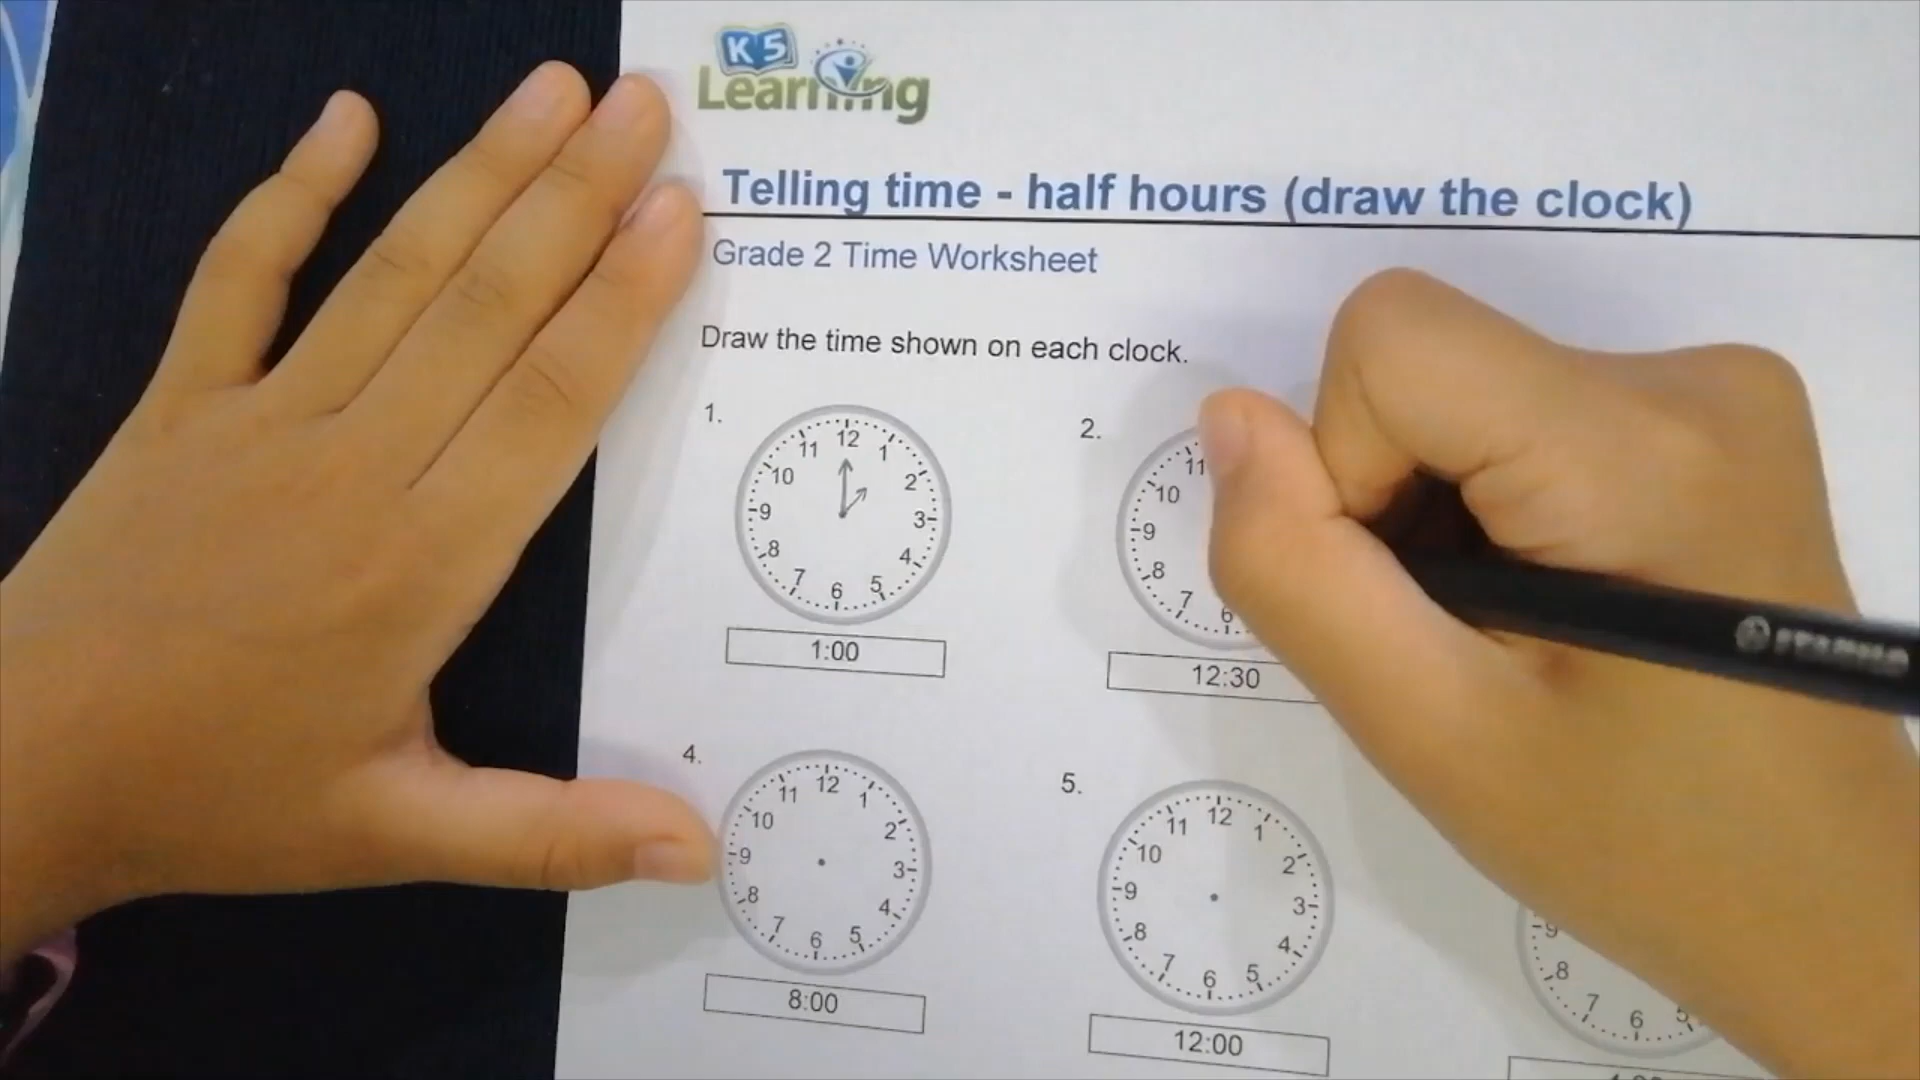 K5
Learning
Telling time - half hours (draw the clock)
Grade 2 Time Worksheet
Draw the time shown on each clock.
1.
12 1 2 3 4 5 6 7 8 9 10 11
1:00
2.
6 7 8 9 10 11
12:30
4.
12 1 2 3 4 5 6 7 8 9 10 11
8:00
5.
12 1 2 3 4 5 6 7 8 9 10 11
12:00
5 6 7 8 9